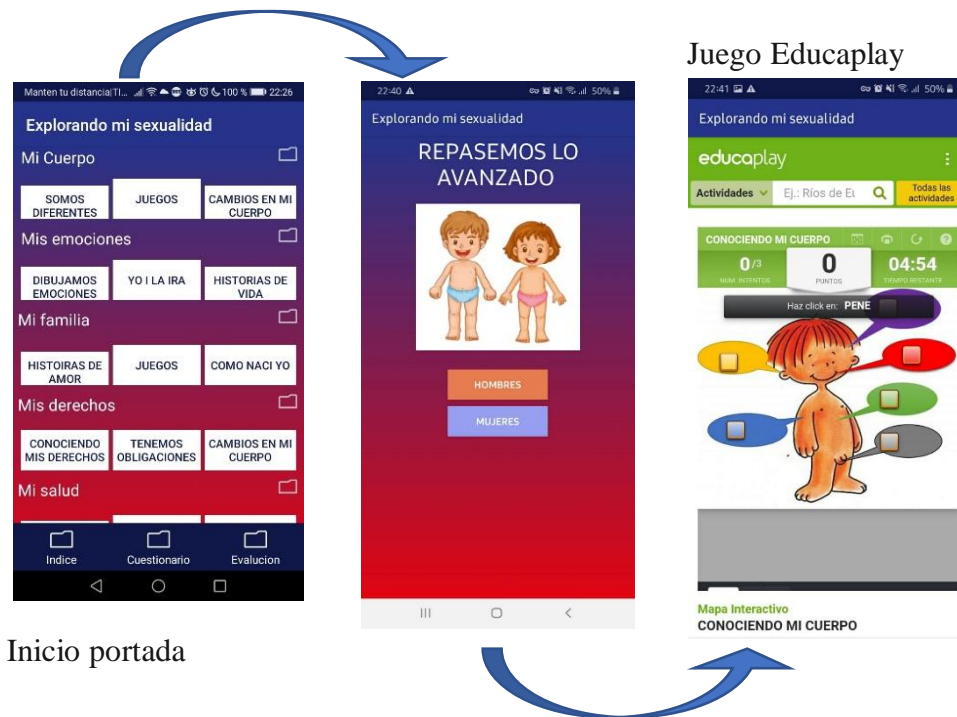 Juego Educaplay
Manten tu distancia|TI... 100 % 22:26
Explorando mi sexualidad
Mi Cuerpo
SOMOS DIFERENTES
JUEGOS
CAMBIOS EN MI CUERPO
Mis emociones
DIBUJAMOS EMOCIONES
YO I LA IRA
HISTORIAS DE VIDA
Mi familia
HISTOIRAS DE AMOR
JUEGOS
COMO NACI YO
Mis derechos
CONOCIENDO MIS DERECHOS
TENEMOS OBLIGACIONES
CAMBIOS EN MI CUERPO
Mi salud
Indice
Cuestionario
Evalucion
Inicio portada
22:40 50%
Explorando mi sexualidad
REPASEMOS LO
AVANZADO
HOMBRES
MUJERES
22:41 50%
Explorando mi sexualidad
educaplay
Actividades
Ej.: Ríos de Eu
Todas las
actividades
CONOCIENDO MI CUERPO
0/3
NUM. INTENTOS
0
PUNTOS
04:54
TIEMPO RESTANTE
Haz click en: PENE
Mapa Interactivo
CONOCIENDO MI CUERPO